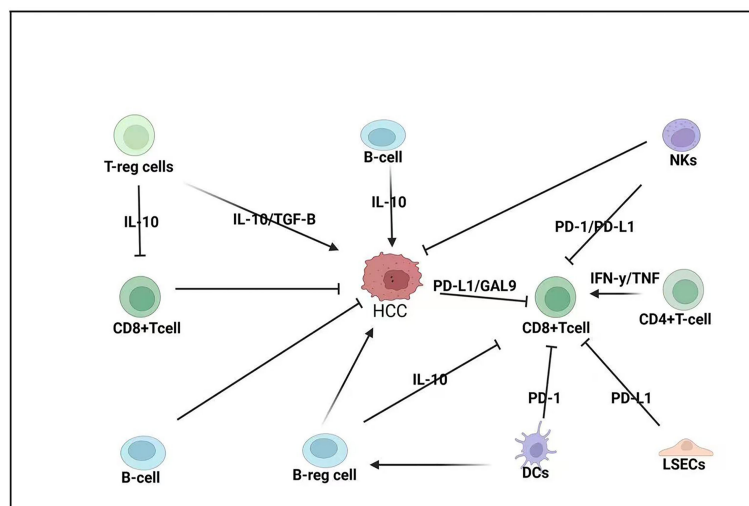 T-reg cells
B-cell
NKs
IL-10
IL-10/TGF-B
IL-10
PD-1/PD-L1
CD8+Tcell
HCC
PD-L1/GAL9
CD8+Tcell
IFN-y/TNF
CD4+T-cell
IL-10
PD-1
PD-L1
B-cell
B-reg cell
DCs
LSECs